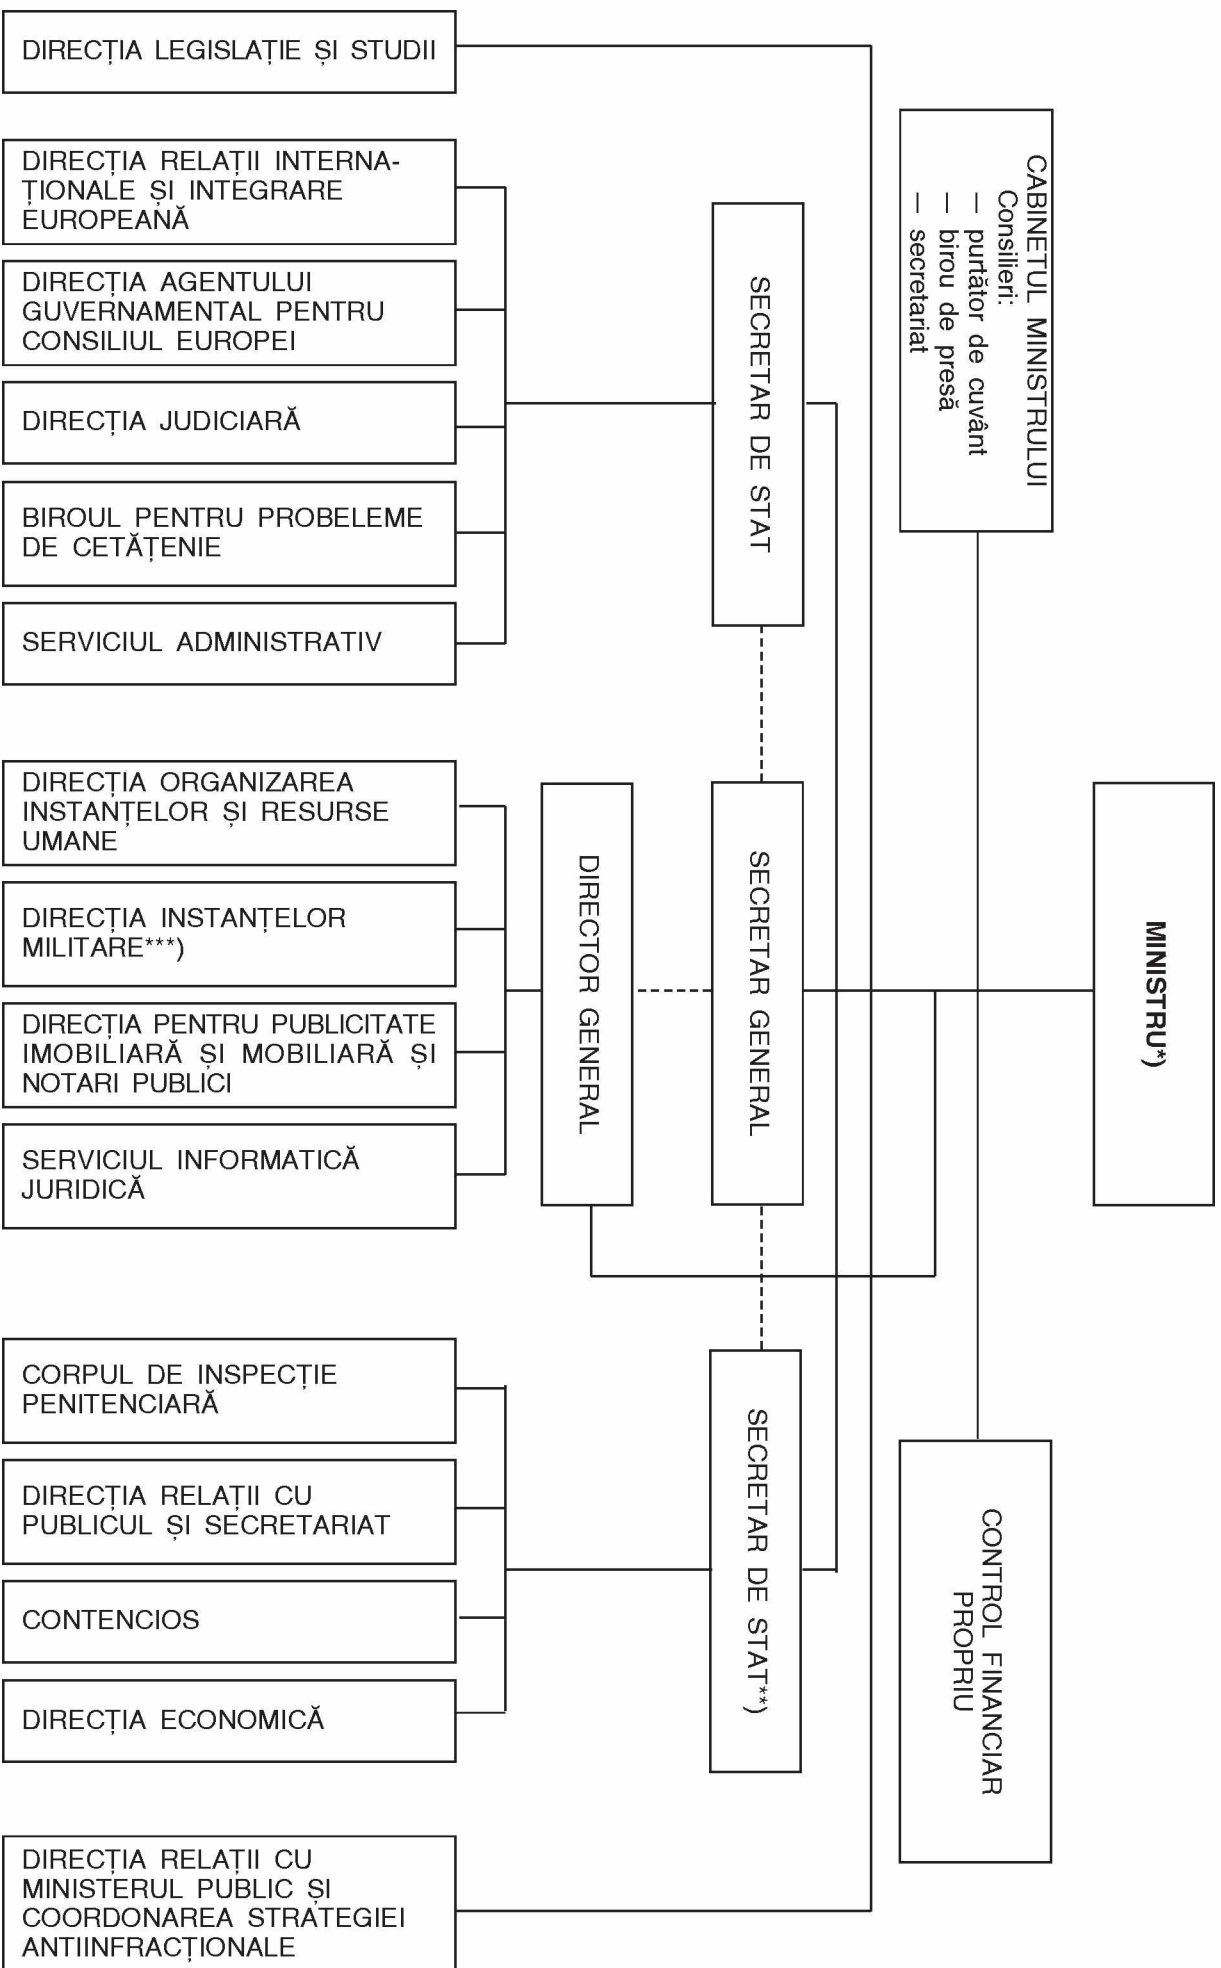 MINISTRU*)
CABINETUL MINISTRULUI
Consilieri:
— purtător de cuvânt
— birou de presă
— secretariat
CONTROL FINANCIAR
PROPRIU
SECRETAR DE STAT
SECRETAR GENERAL
SECRETAR DE STAT**)
DIRECTOR GENERAL
DIRECȚIA LEGISLAȚIE ȘI STUDII
DIRECȚIA RELAȚII INTERNA-
ȚIONALE ȘI INTEGRARE
EUROPEANĂ
DIRECȚIA AGENTULUI
GUVERNAMENTAL PENTRU
CONSILIUL EUROPEI
DIRECȚIA JUDICIARĂ
BIROUL PENTRU PROBELEME
DE CETĂȚENIE
SERVICIUL ADMINISTRATIV
DIRECȚIA ORGANIZAREA
INSTANȚELOR ȘI RESURSE
UMANE
DIRECȚIA INSTANȚELOR
MILITARE***)
DIRECȚIA PENTRU PUBLICITATE
IMOBILIARĂ ȘI MOBILIARĂ ȘI
NOTARI PUBLICI
SERVICIUL INFORMATICĂ
JURIDICĂ
CORPUL DE INSPECȚIE
PENITENCIARĂ
DIRECȚIA RELAȚII CU
PUBLICUL ȘI SECRETARIAT
CONTENCIOS
DIRECȚIA ECONOMICĂ
DIRECȚIA RELAȚII CU
MINISTERUL PUBLIC ȘI
COORDONAREA STRATEGIEI
ANTIINFRACȚIONALE